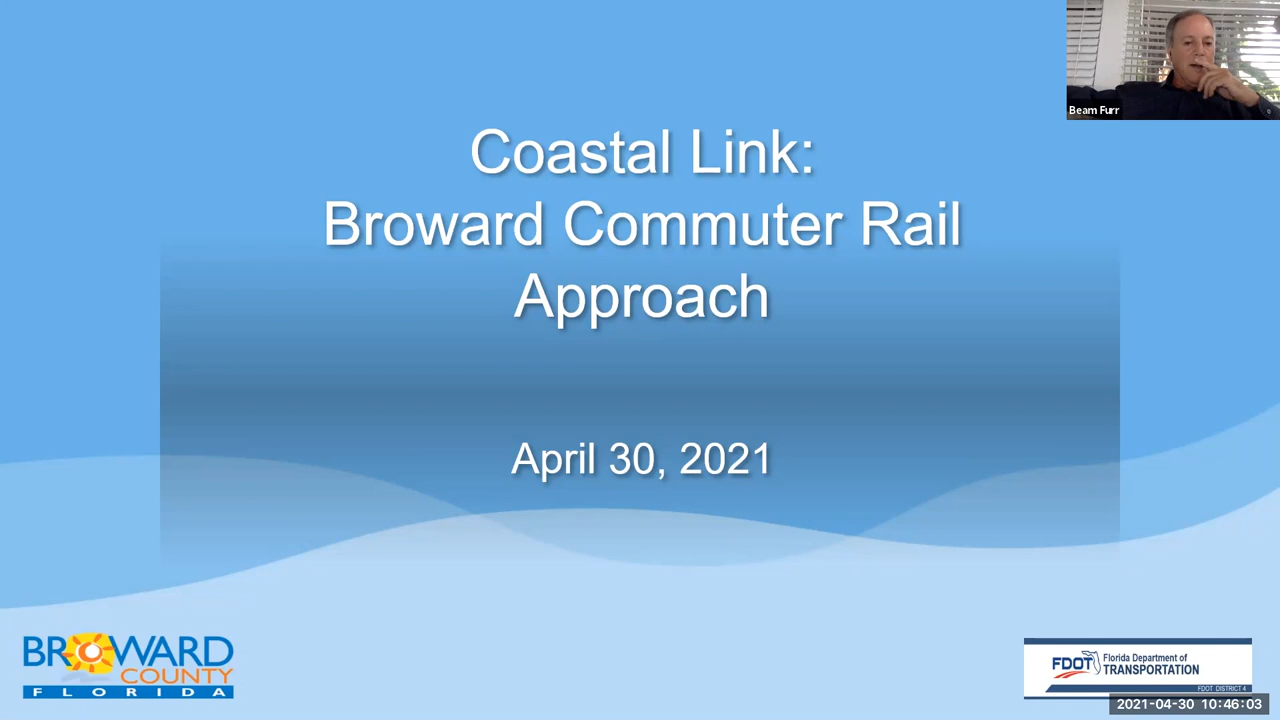 Beam Furr
Coastal Link:
Broward Commuter Rail
Approach
April 30, 2021
BROWARD
COUNTY
FLORIDA
FDOT
Florida Department of
TRANSPORTATION
FDOT DISTRICT 4
2021-04-30 10:46:03